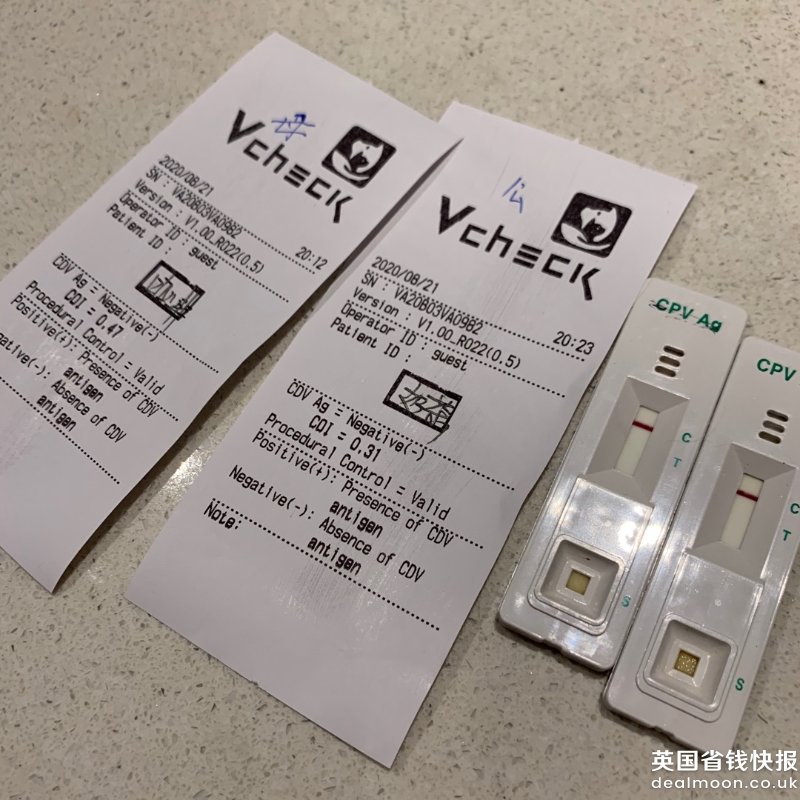 母
Vcheck
2020/08/21 20:12
SN : VA20B03VA09B2
Version : V1.00_R022(0.5)
Operator ID : guest
Patient ID :
CDV Ag = Negative(-)
COI = 0.47
Procedural Control = Valid
Positive(+): Presence of CDV
antigen
Negative(-): Absence of CDV
antigen
公
Vcheck
2020/08/21 20:23
SN : VA20B03VA09B2
Version : V1.00_R022(0.5)
Operator ID : guest
Patient ID :
CDV Ag = Negative(-)
COI = 0.31
Procedural Control = Valid
Positive(+): Presence of CDV
antigen
Negative(-): Absence of CDV
antigen
Note:
CPV Ag
C
T
S
CPV
C
T
S
英国省钱快报
dealmoon.co.uk